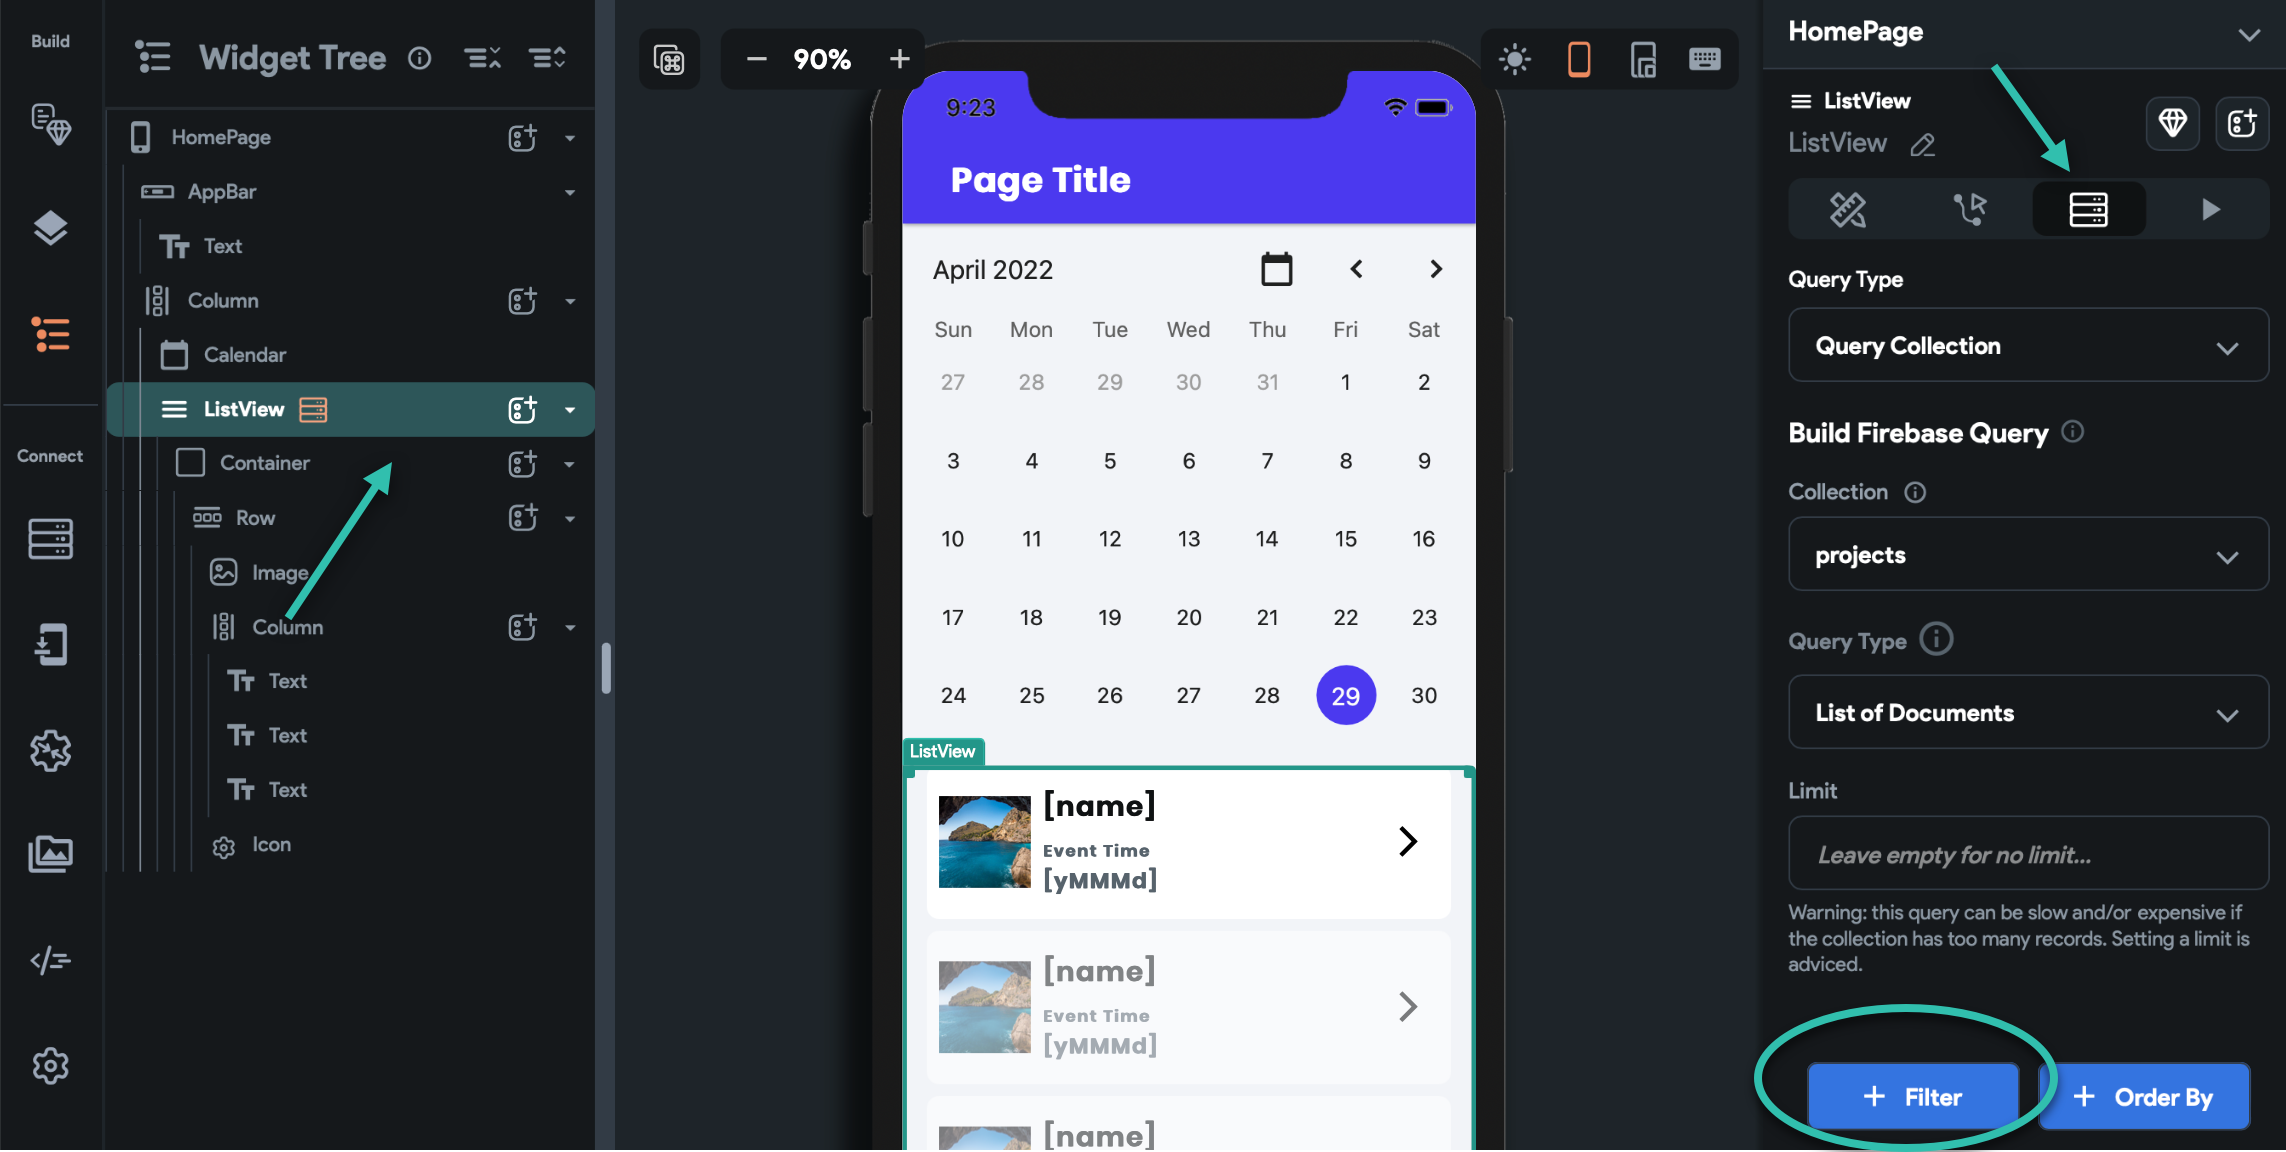 Build
Connect
Widget Tree
HomePage
AppBar
Text
Column
Calendar
ListView
Container
Row
Image
Column
Text
Text
Text
Icon
90%
9:23
Page Title
April 2022
Sun Mon Tue Wed Thu Fri Sat
27 28 29 30 31 1 2
3 4 5 6 7 8 9
10 11 12 13 14 15 16
17 18 19 20 21 22 23
24 25 26 27 28 29 30
ListView
[name]
Event Time
[yMMMd]
[name]
Event Time
[yMMMd]
[name]
HomePage
ListView
ListView
Query Type
Query Collection
Build Firebase Query
Collection
projects
Query Type
List of Documents
Limit
Leave empty for no limit...
Warning: this query can be slow and/or expensive if
the collection has too many records. Setting a limit is
adviced.
+ Filter
+ Order By